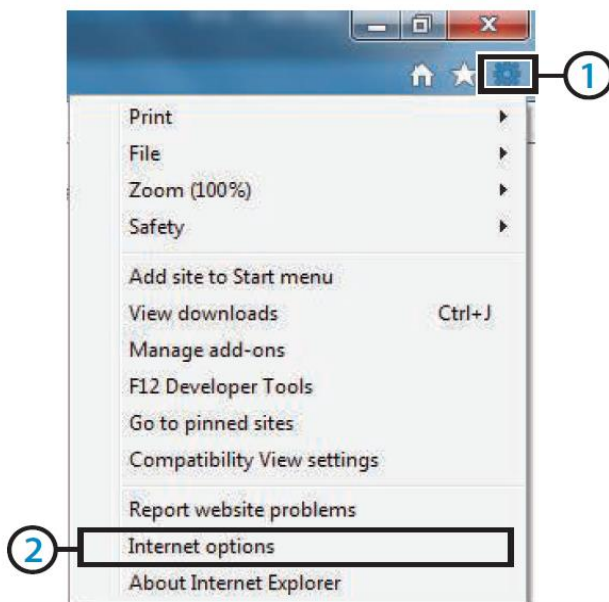 1
Print
File
Zoom (100%)
Safety
Add site to Start menu
View downloads Ctrl+J
Manage add-ons
F12 Developer Tools
Go to pinned sites
Compatibility View settings
Report website problems
2 Internet options
About Internet Explorer